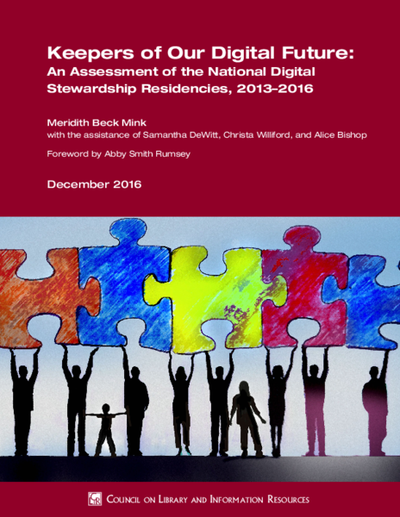 Keepers of Our Digital Future:
An Assessment of the National Digital
Stewardship Residencies, 2013–2016
Meridith Beck Mink
with the assistance of Samantha DeWitt, Christa Williford, and Alice Bishop
Foreword by Abby Smith Rumsey
December 2016
COUNCIL ON LIBRARY AND INFORMATION RESOURCES